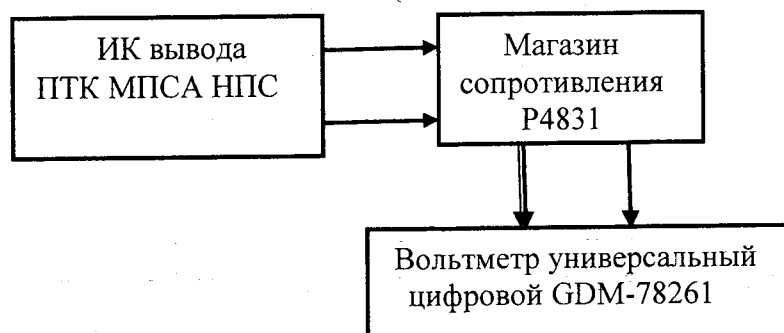 ИК вывода
ПТК МПСА НПС
Магазин
сопротивления
Р4831
Вольтметр универсальный
цифровой GDM-78261